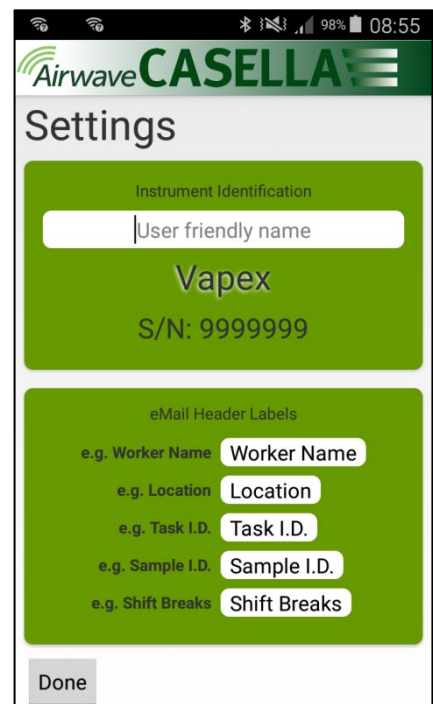 98% 08:55
Airwave CASELLA
Settings
Instrument Identification
User friendly name
Vapex
S/N: 9999999
eMail Header Labels
e.g. Worker Name Worker Name
e.g. Location Location
e.g. Task I.D. Task I.D.
e.g. Sample I.D. Sample I.D.
e.g. Shift Breaks Shift Breaks
Done